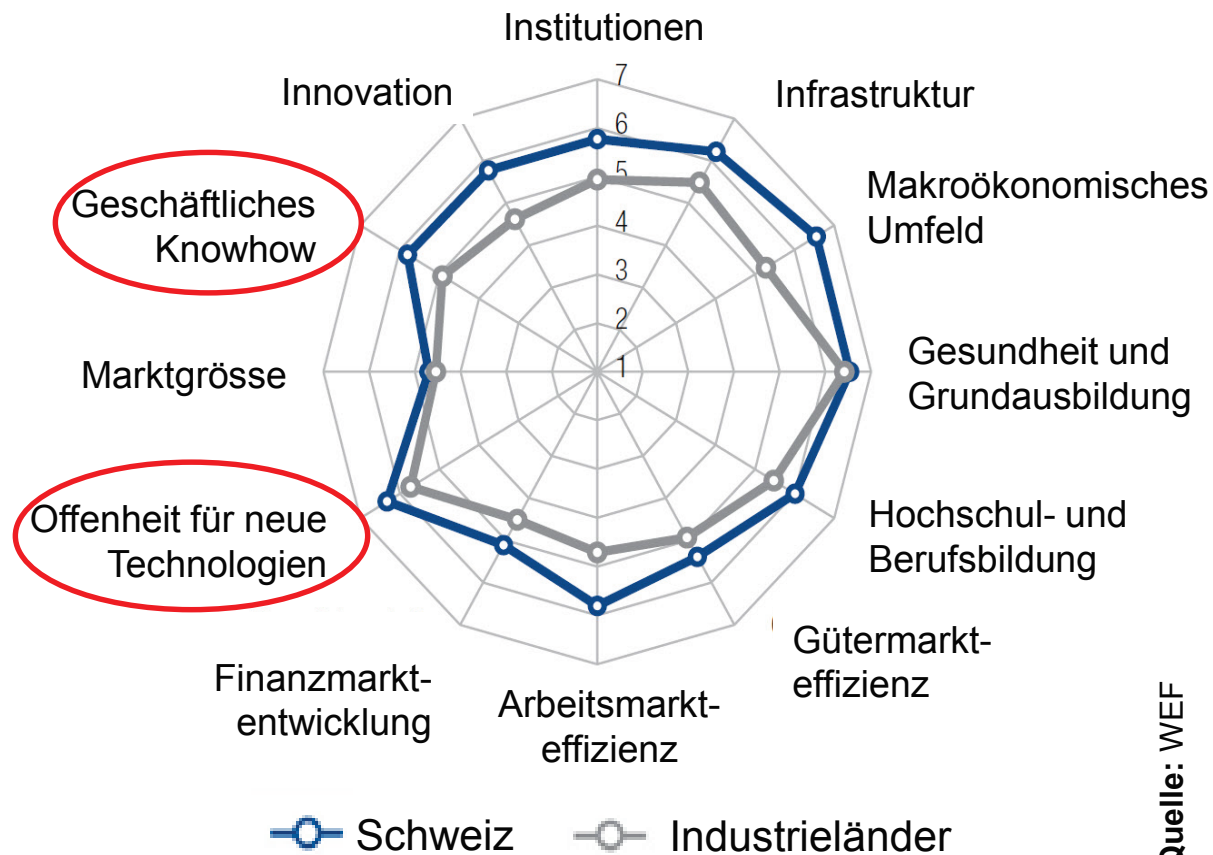 Institutionen
Innovation
Infrastruktur
Geschäftliches
Knowhow
Makroökonomisches
Umfeld
7
6
5
4
3
2
1
Marktgrösse
Gesundheit und
Grundausbildung
Offenheit für neue
Technologien
Hochschul- und
Berufsbildung
Finanzmarkt-
entwicklung
Arbeitsmarkt-
effizienz
Gütermarkt-
effizienz
Schweiz
Industrieländer
Quelle: WEF